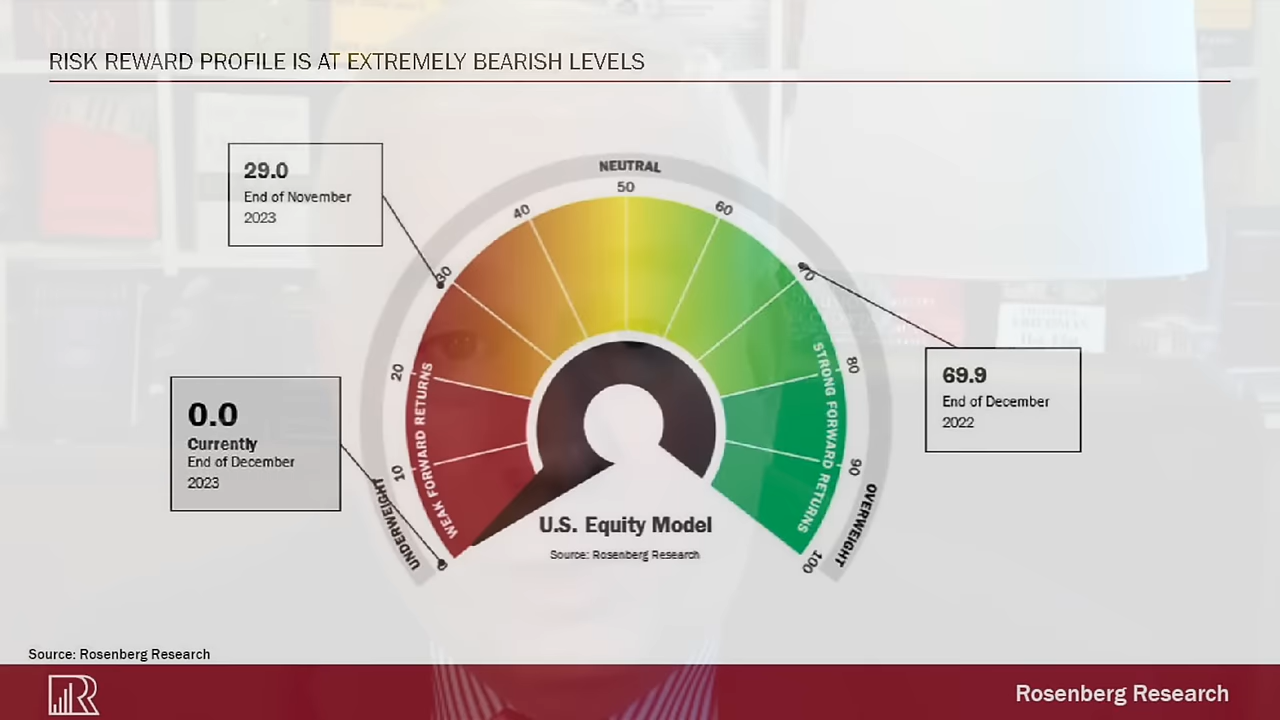 RISK REWARD PROFILE IS AT EXTREMELY BEARISH LEVELS
29.0
End of November
2023
NEUTRAL
50
40
60
30
70
20
80
10
90
0
100
UNDERWEIGHT
WEAK FORWARD RETURNS
STRONG FORWARD RETURNS
OVERWEIGHT
69.9
End of December
2022
0.0
Currently
End of December
2023
U.S. Equity Model
Source: Rosenberg Research
Source: Rosenberg Research
R
Rosenberg Research